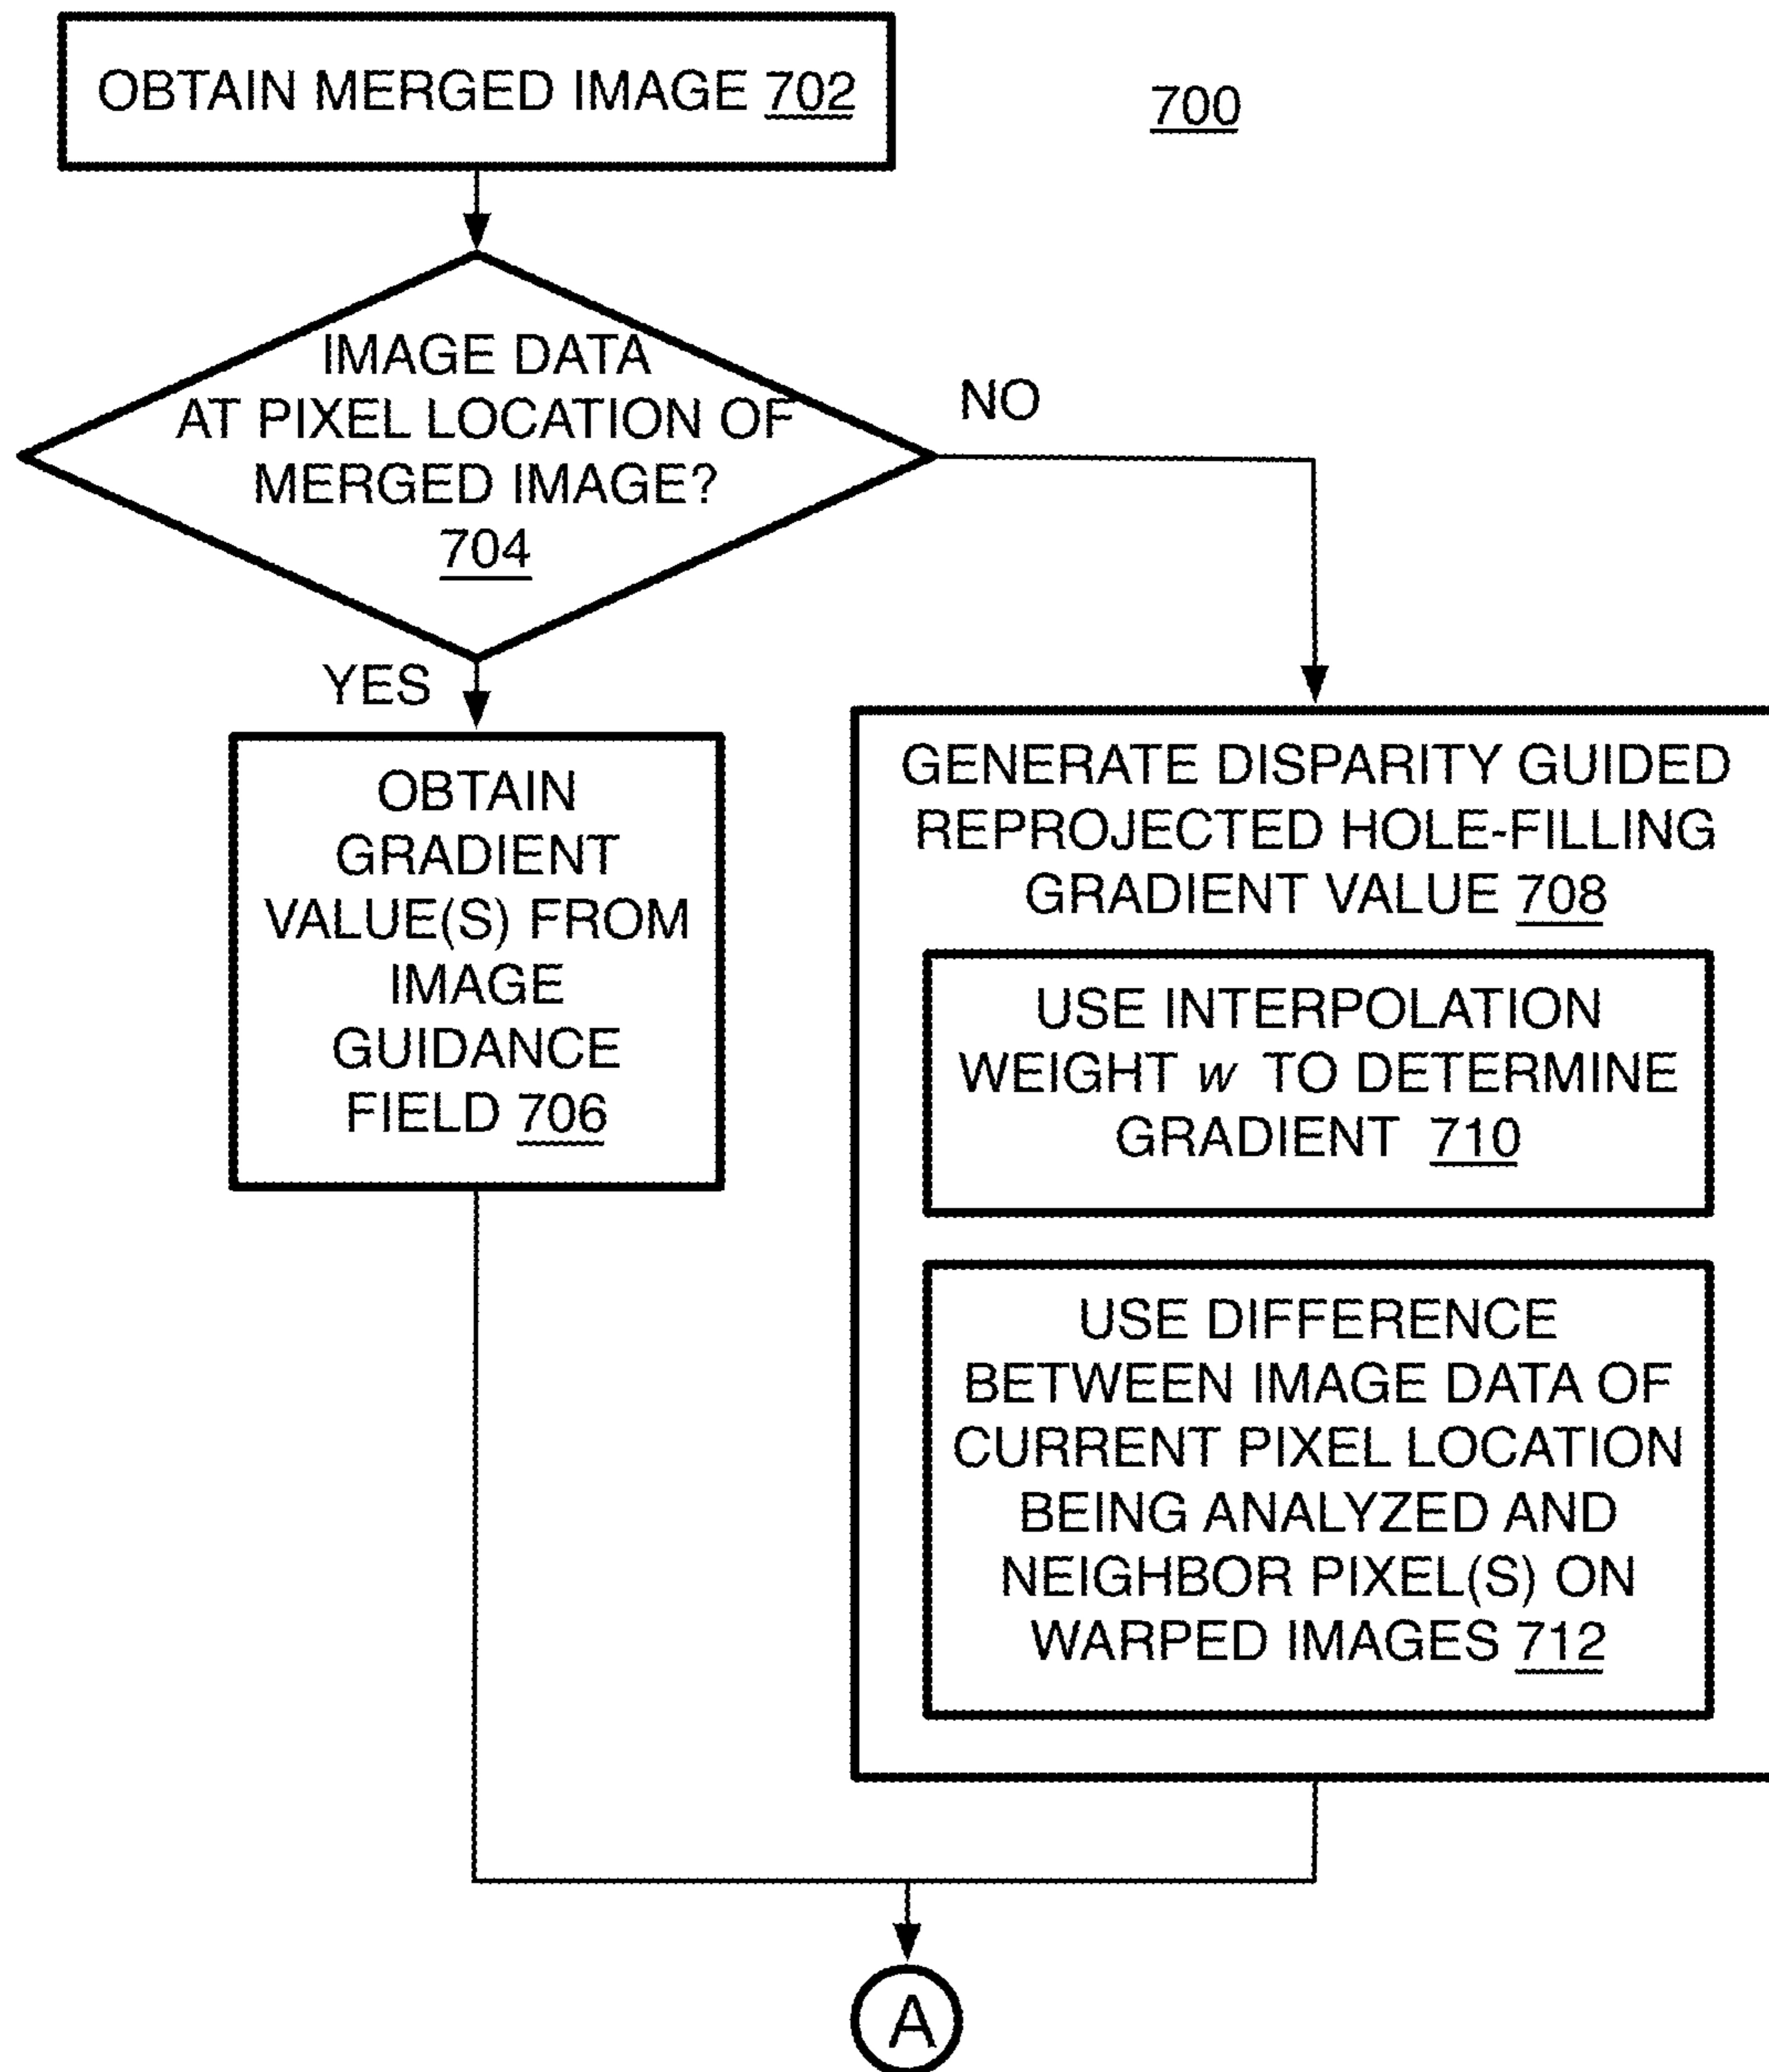 OBTAIN MERGED IMAGE 702
700
IMAGE DATA
AT PIXEL LOCATION OF
MERGED IMAGE?
704
NO
YES
OBTAIN
GRADIENT
VALUE(S) FROM
IMAGE
GUIDANCE
FIELD 706
GENERATE DISPARITY GUIDED
REPROJECTED HOLE-FILLING
GRADIENT VALUE 708
USE INTERPOLATION
WEIGHT w TO DETERMINE
GRADIENT 710
USE DIFFERENCE
BETWEEN IMAGE DATA OF
CURRENT PIXEL LOCATION
BEING ANALYZED AND
NEIGHBOR PIXEL(S) ON
WARPED IMAGES 712
A